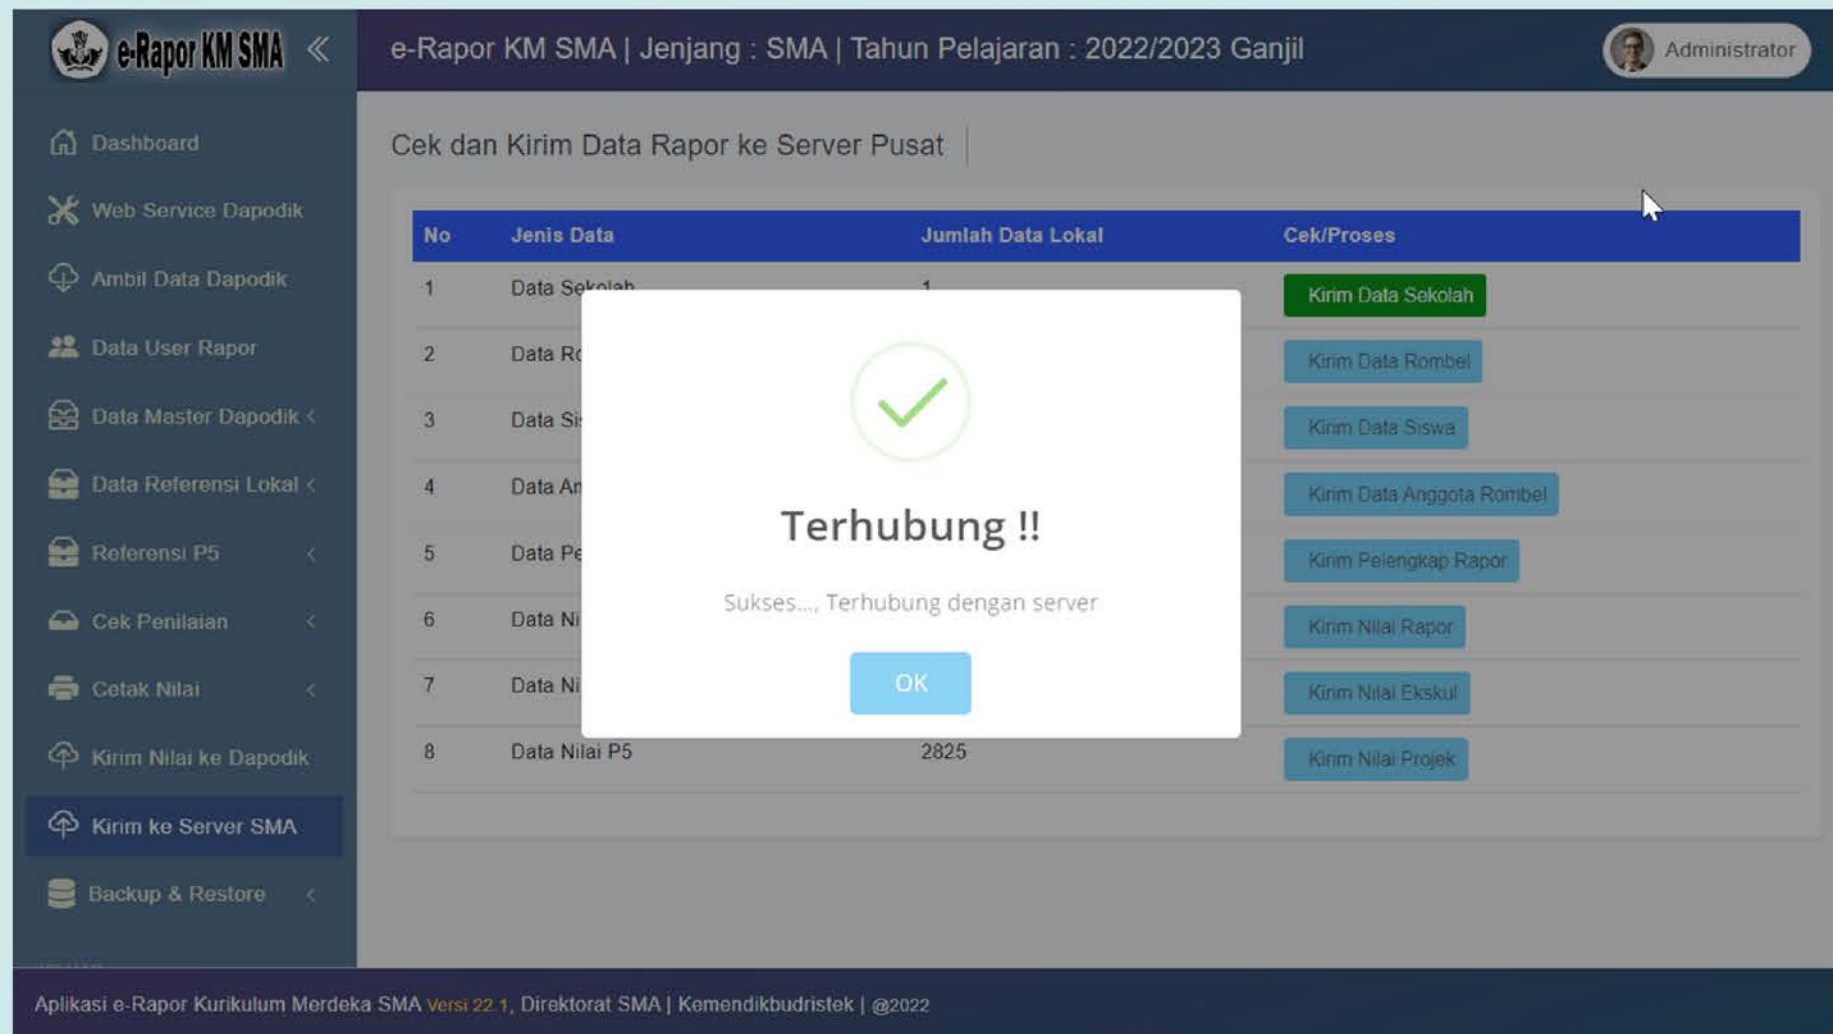 e-Rapor KM SMA
e-Rapor KM SMA | Jenjang : SMA | Tahun Pelajaran : 2022/2023 Ganjil
Administrator
Dashboard
Web Service Dapodik
Ambil Data Dapodik
Data User Rapor
Data Master Dapodik
Data Referensi Lokal
Referensi P5
Cek Penilaian
Cetak Nilai
Kirim Nilai ke Dapodik
Kirim ke Server SMA
Backup & Restore
Cek dan Kirim Data Rapor ke Server Pusat
No Jenis Data Jumlah Data Lokal Cek/Proses
1 Data Sekolah 1 Kirim Data Sekolah
2 Data Kirim Data Rombel
3 Data Kirim Data Siswa
4 Data Kirim Data Anggota Rombel
5 Data Kirim Pelengkap Rapor
6 Data Kirim Nilai Rapor
7 Data Kirim Nilai Ekskul
8 Data Nilai P5 2825 Kirim Nilai Projek
Terhubung !!
Sukses..., Terhubung dengan server
OK
Aplikasi e-Rapor Kurikulum Merdeka SMA Versi 22.1, Direktorat SMA | Kemendikbudristek | @2022